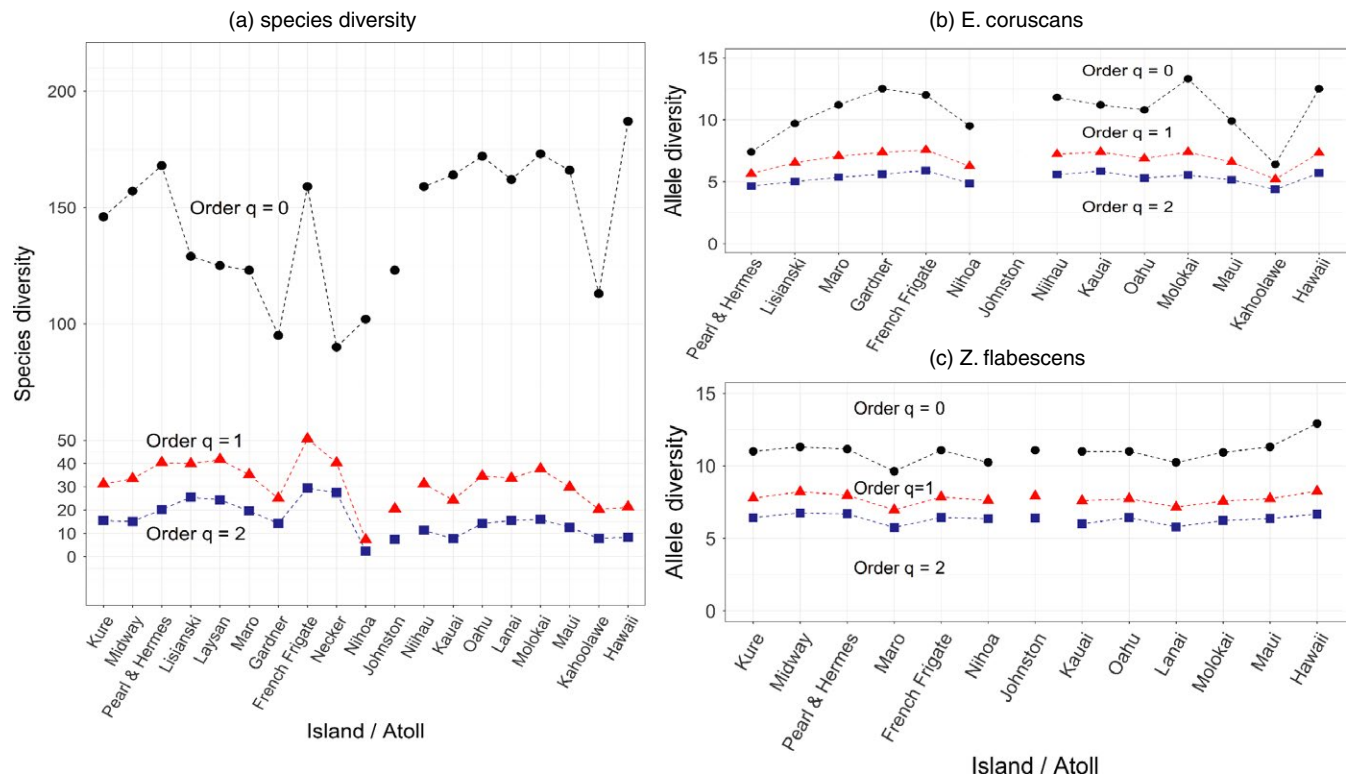 (a) species diversity
Species diversity
200
150
100
50
40
30
20
10
0
Order q = 0
Order q = 1
Order q = 2
Kure
Midway
Pearl & Hermes
Lisianski
Laysan
Maro
Gardner
French Frigate
Necker
Nihoa
Johnston
Niihau
Kauai
Oahu
Lanai
Molokai
Maui
Kahoolawe
Hawaii
Island / Atoll
(b) E. coruscans
Allele diversity
15
10
5
0
Order q = 0
Order q = 1
Order q = 2
Pearl & Hermes
Lisianski
Maro
Gardner
French Frigate
Nihoa
Johnston
Niihau
Kauai
Oahu
Molokai
Maui
Kahoolawe
Hawaii
(c) Z. flabescens
Allele diversity
15
10
5
0
Order q = 0
Order q=1
Order q = 2
Kure
Midway
Pearl & Hermes
Maro
French Frigate
Nihoa
Johnston
Kauai
Oahu
Lanai
Molokai
Maui
Hawaii
Island / Atoll